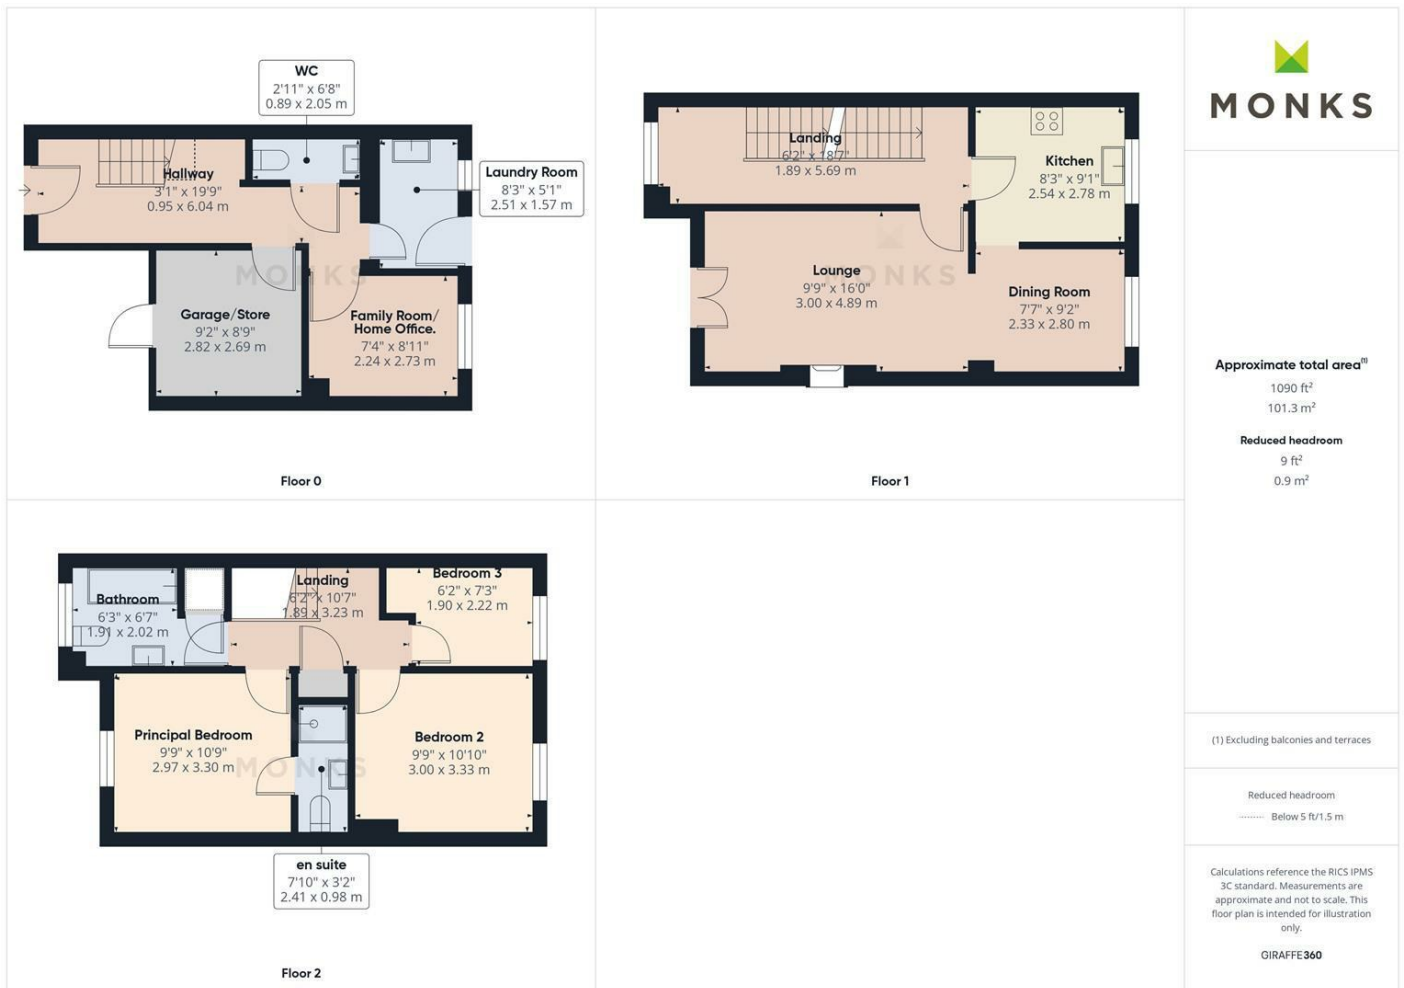 WC
2'11" x 6'8"
0.89 x 2.05 m
Hallway
3'1" x 19'9"
0.95 x 6.04 m
Laundry Room
8'3" x 5'1"
2.51 x 1.57 m
MONKS
Garage/Store
9'2" x 8'9"
2.82 x 2.69 m
Family Room/
Home Office.
7'4" x 8'11"
2.24 x 2.73 m
Floor 0
Landing
6'2" x 18'7"
1.89 x 5.69 m
Kitchen
8'3" x 9'1"
2.54 x 2.78 m
MONKS
Lounge
9'9" x 16'0"
3.00 x 4.89 m
Dining Room
7'7" x 9'2"
2.33 x 2.80 m
Floor 1
Bathroom
6'3" x 6'7"
1.91 x 2.02 m
Landing
6'2" x 10'7"
1.89 x 3.23 m
Bedroom 3
6'2" x 7'3"
1.90 x 2.22 m
Principal Bedroom
9'9" x 10'9"
2.97 x 3.30 m
MONKS
Bedroom 2
9'9" x 10'10"
3.00 x 3.33 m
en suite
7'10" x 3'2"
2.41 x 0.98 m
Floor 2
MONKS
Approximate total area⁽¹⁾
1090 ft²
101.3 m²
Reduced headroom
9 ft²
0.9 m²
(1) Excluding balconies and terraces
Reduced headroom
Below 5 ft/1.5 m
Calculations reference the RICS IPMS
3C standard. Measurements are
approximate and not to scale. This
floor plan is intended for illustration
only.
GIRAFFE360